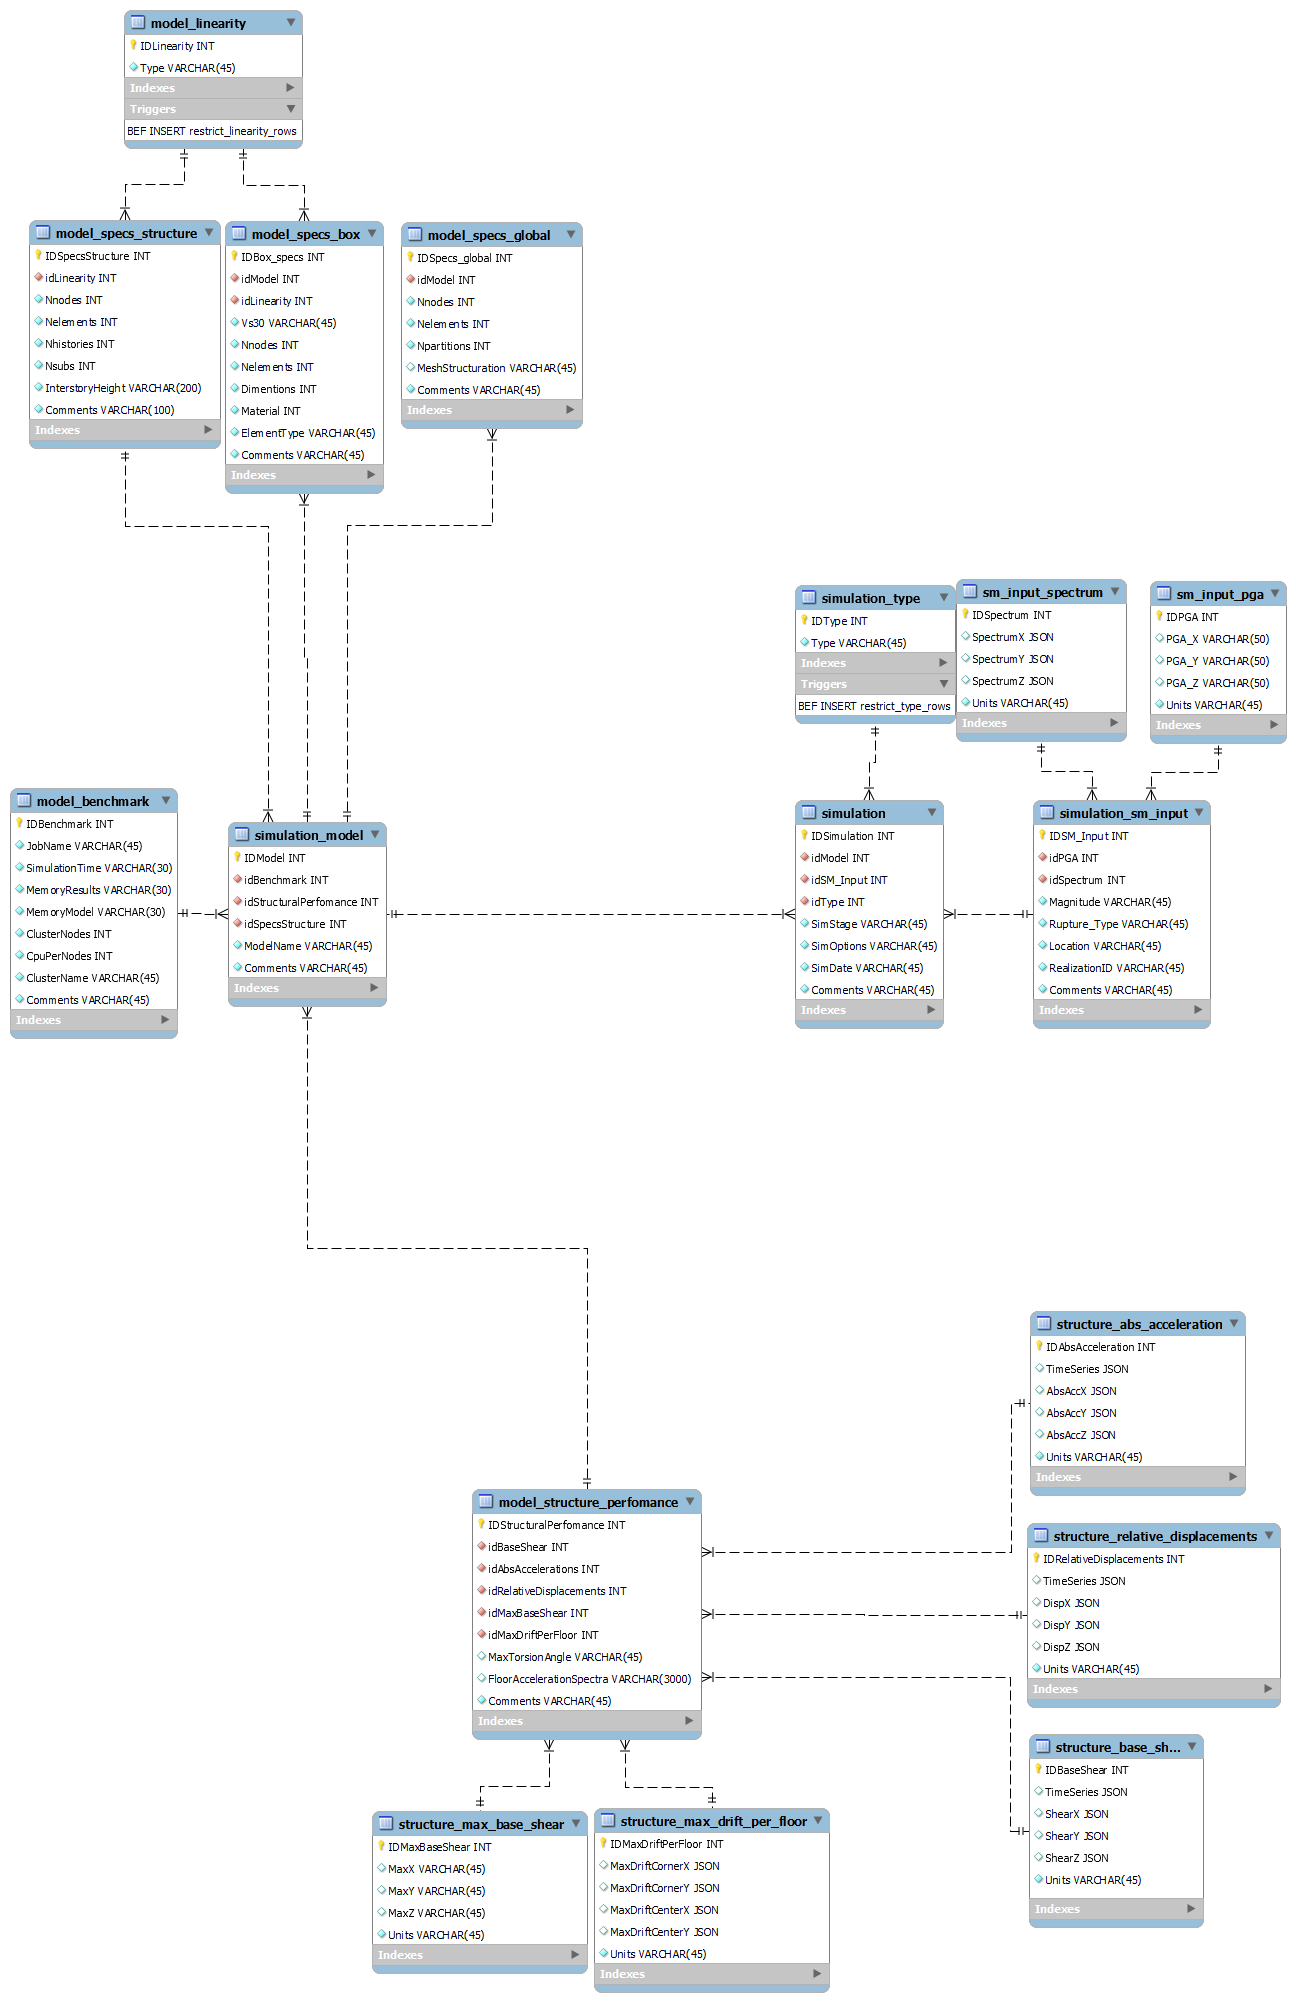 model_linearity
IDLinearity INT
Type VARCHAR(45)
Indexes
Triggers
BEF INSERT restrict_linearity_rows
model_specs_structure
IDSpecsStructure INT
idLinearity INT
Nnodes INT
Nelements INT
Nhistories INT
Nsubs INT
InterstoryHeight VARCHAR(200)
Comments VARCHAR(100)
Indexes
model_specs_box
IDBox_specs INT
idModel INT
idLinearity INT
Vs30 VARCHAR(45)
Nnodes INT
Nelements INT
Dimentions INT
Material INT
ElementType VARCHAR(45)
Comments VARCHAR(45)
Indexes
model_specs_global
IDSpecs_global INT
idModel INT
Nnodes INT
Nelements INT
Npartitions INT
MeshStructuration VARCHAR(45)
Comments VARCHAR(45)
Indexes
simulation_type
IDType INT
Type VARCHAR(45)
Indexes
Triggers
BEF INSERT restrict_type_rows
sm_input_spectrum
IDSpectrum INT
SpectrumX JSON
SpectrumY JSON
SpectrumZ JSON
Units VARCHAR(45)
Indexes
sm_input_pga
IDPGA INT
PGA_X VARCHAR(50)
PGA_Y VARCHAR(50)
PGA_Z VARCHAR(50)
Units VARCHAR(45)
Indexes
model_benchmark
IDBenchmark INT
JobName VARCHAR(45)
SimulationTime VARCHAR(30)
MemoryResults VARCHAR(30)
MemoryModel VARCHAR(30)
ClusterNodes INT
CpuPerNodes INT
ClusterName VARCHAR(45)
Comments VARCHAR(45)
Indexes
simulation_model
IDModel INT
idBenchmark INT
idStructuralPerfomance INT
idSpecsStructure INT
ModelName VARCHAR(45)
Comments VARCHAR(45)
Indexes
simulation
IDSimulation INT
idModel INT
idSM_Input INT
idType INT
SimStage VARCHAR(45)
SimOptions VARCHAR(45)
SimDate VARCHAR(45)
Comments VARCHAR(45)
Indexes
simulation_sm_input
IDSM_Input INT
idPGA INT
idSpectrum INT
Magnitude VARCHAR(45)
Rupture_Type VARCHAR(45)
Location VARCHAR(45)
RealizationID VARCHAR(45)
Comments VARCHAR(45)
Indexes
structure_abs_acceleration
IDAbsAcceleration INT
TimeSeries JSON
AbsAccX JSON
AbsAccY JSON
AbsAccZ JSON
Units VARCHAR(45)
Indexes
model_structure_perfomance
IDStructuralPerfomance INT
idBaseShear INT
idAbsAccelerations INT
idRelativeDisplacements INT
idMaxBaseShear INT
idMaxDriftPerFloor INT
MaxTorsionAngle VARCHAR(45)
FloorAccelerationSpectra VARCHAR(3000)
Comments VARCHAR(45)
Indexes
structure_relative_displacements
IDRelativeDisplacements INT
TimeSeries JSON
DispX JSON
DispY JSON
DispZ JSON
Units VARCHAR(45)
Indexes
structure_base_sh...
IDBaseShear INT
TimeSeries JSON
ShearX JSON
ShearY JSON
ShearZ JSON
Units VARCHAR(45)
Indexes
structure_max_base_shear
IDMaxBaseShear INT
MaxX VARCHAR(45)
MaxY VARCHAR(45)
MaxZ VARCHAR(45)
Units VARCHAR(45)
Indexes
structure_max_drift_per_floor
IDMaxDriftPerFloor INT
MaxDriftCornerX JSON
MaxDriftCornerY JSON
MaxDriftCenterX JSON
MaxDriftCenterY JSON
Units VARCHAR(45)
Indexes